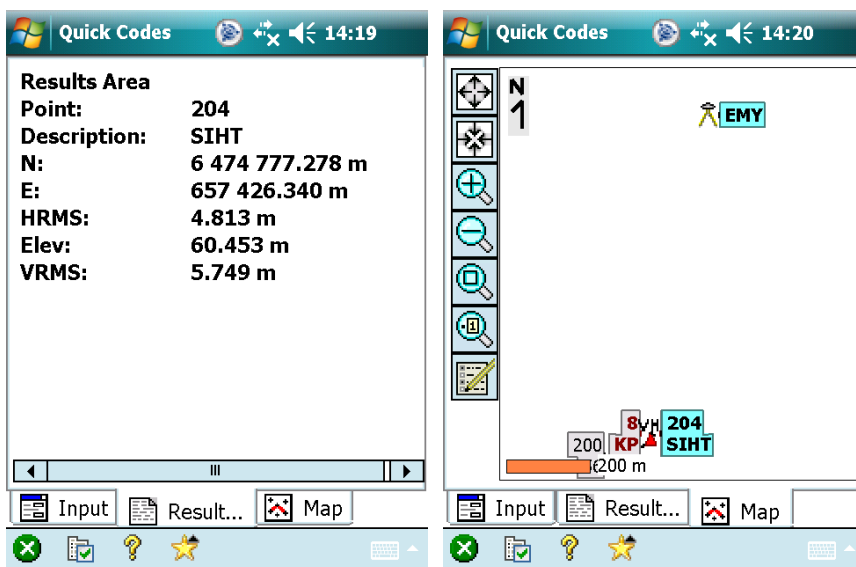 Quick Codes 14:19
Results Area
Point: 204
Description: SIHT
N: 6 474 777.278 m
E: 657 426.340 m
HRMS: 4.813 m
Elev: 60.453 m
VRMS: 5.749 m
Input Result... Map
Quick Codes 14:20
N
1
EMY
8 204
200 KP SIHT
200 m
Input Result... Map